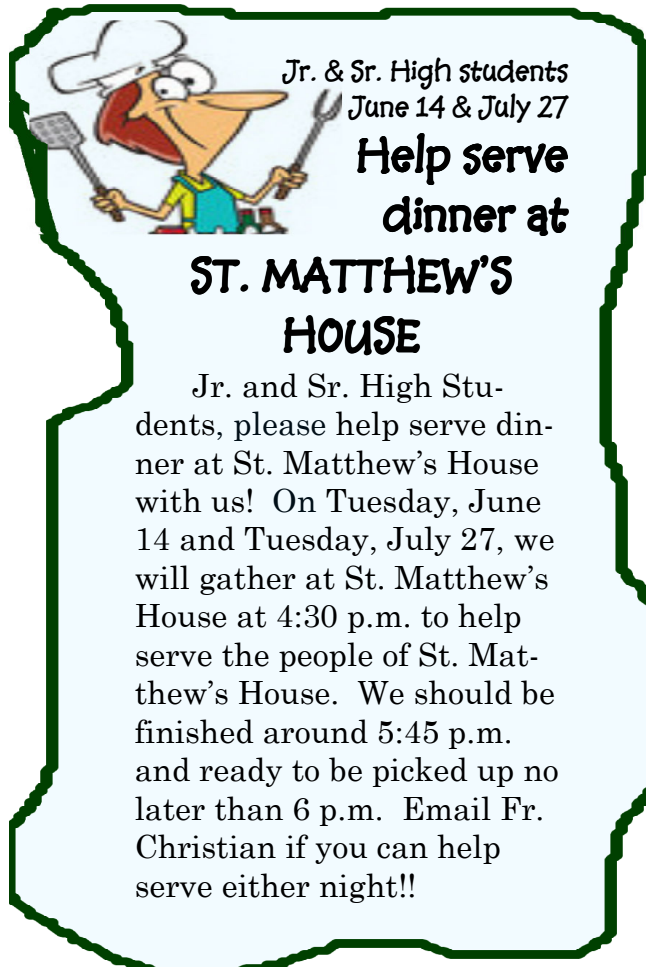 Jr. & Sr. High students
June 14 & July 27
Help serve
dinner at
ST. MATTHEW'S
HOUSE
Jr. and Sr. High Stu-
dents, please help serve din-
ner at St. Matthew's House
with us!  On Tuesday, June
14 and Tuesday, July 27, we
will gather at St. Matthew's
House at 4:30 p.m. to help
serve the people of St. Mat-
thew's House.  We should be
finished around 5:45 p.m.
and ready to be picked up no
later than 6 p.m.  Email Fr.
Christian if you can help
serve either night!!